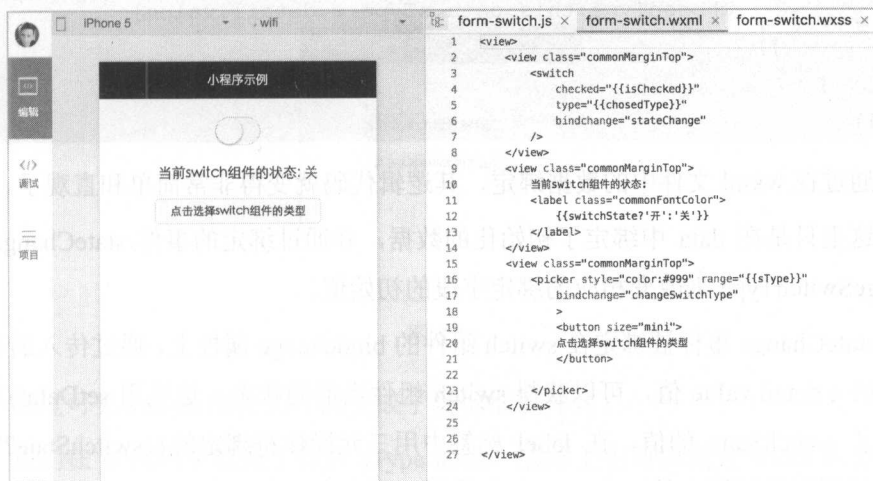 iPhone 5
wifi
form-switch.js ×
form-switch.wxml ×
form-switch.wxss ×
编辑
调试
项目
小程序示例
当前switch组件的状态: 关
点击选择switch组件的类型
1 <view>
2 <view class="commonMarginTop">
3 <switch
4 checked="{{isChecked}}"
5 type="{{chosedType}}"
6 bindchange="stateChange"
7 />
8 </view>
9 <view class="commonMarginTop">
10 当前switch组件的状态:
11 <label class="commonFontColor">
12 {{switchState?'开':'关'}}
13 </label>
14 </view>
15 <view class="commonMarginTop">
16 <picker style="color:#999" range="{{sType}}"
17 bindchange="changeSwitchType"
18 >
19 <button size="mini">
20 点击选择switch组件的类型
21 </button>
22
23 </picker>
24 </view>
25
26
27 </view>